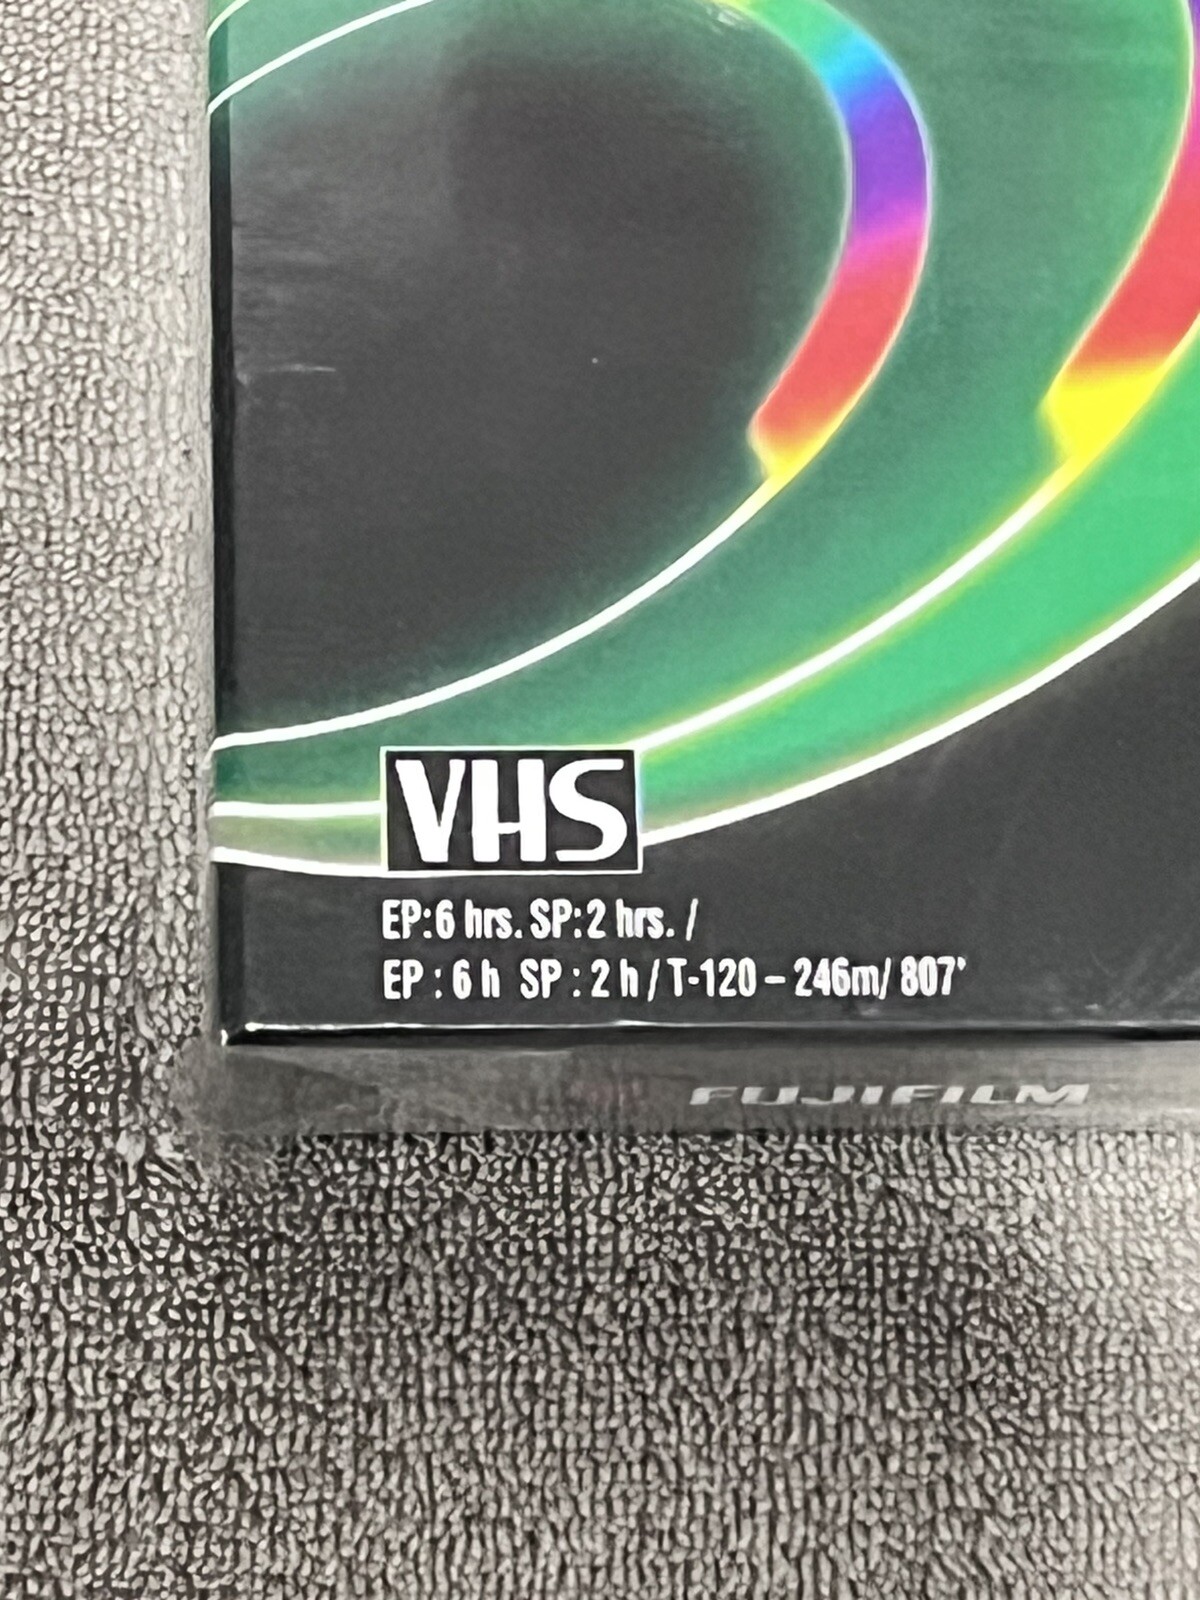 VHS
EP:6 hrs. SP:2 hrs. /
EP : 6 h SP : 2 h / T-120 – 246m/ 807'
FUJIFILM